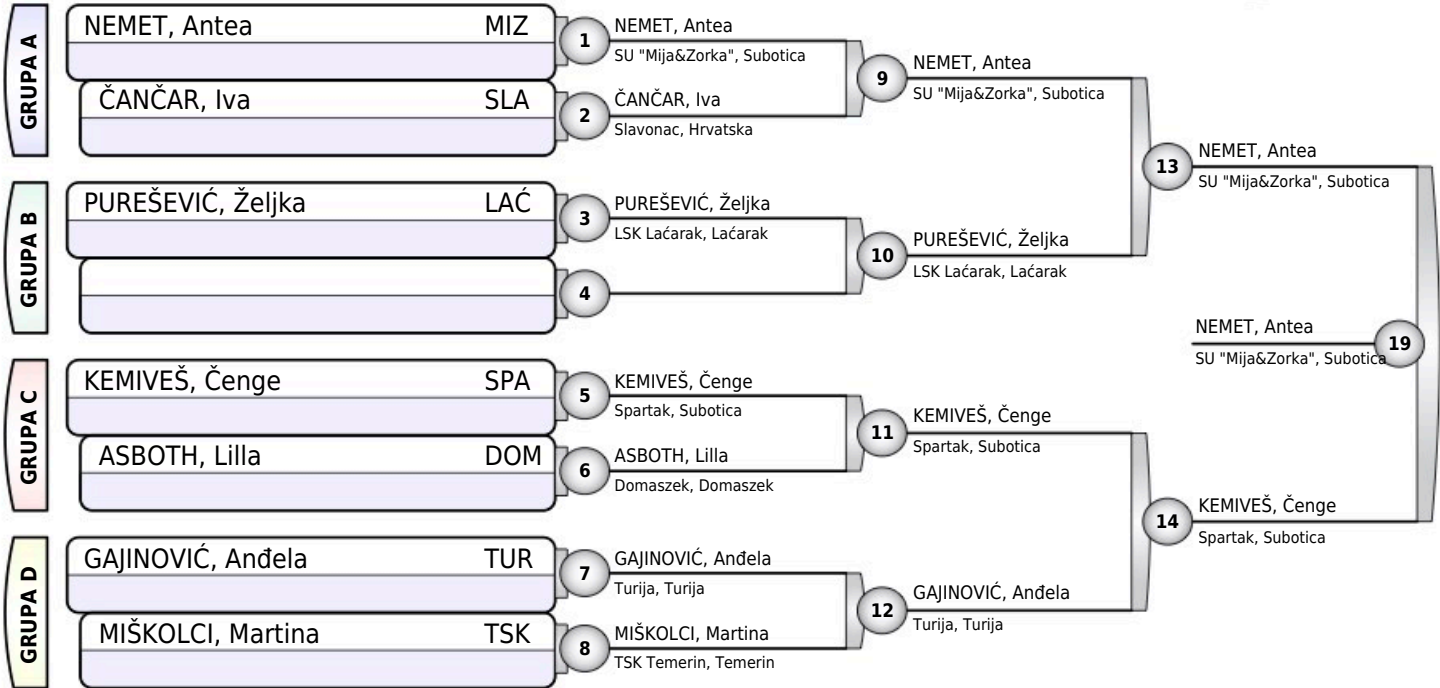 GRUPA A
NEMET, Antea MIZ
ČANČAR, Iva SLA
GRUPA B
PUREŠEVIĆ, Željka LAĆ
GRUPA C
KEMIVEŠ, Čenge SPA
ASBOTH, Lilla DOM
GRUPA D
GAJINOVIĆ, Anđela TUR
MIŠKOLCI, Martina TSK
1
NEMET, Antea
SU "Mija&Zorka", Subotica
2
ČANČAR, Iva
Slavonac, Hrvatska
3
PUREŠEVIĆ, Željka
LSK Laćarak, Laćarak
4
5
KEMIVEŠ, Čenge
Spartak, Subotica
6
ASBOTH, Lilla
Domaszek, Domaszek
7
GAJINOVIĆ, Anđela
Turija, Turija
8
MIŠKOLCI, Martina
TSK Temerin, Temerin
9
NEMET, Antea
SU "Mija&Zorka", Subotica
10
PUREŠEVIĆ, Željka
LSK Laćarak, Laćarak
11
KEMIVEŠ, Čenge
Spartak, Subotica
12
GAJINOVIĆ, Anđela
Turija, Turija
13
NEMET, Antea
SU "Mija&Zorka", Subotica
14
KEMIVEŠ, Čenge
Spartak, Subotica
NEMET, Antea
SU "Mija&Zorka", Subotica
19